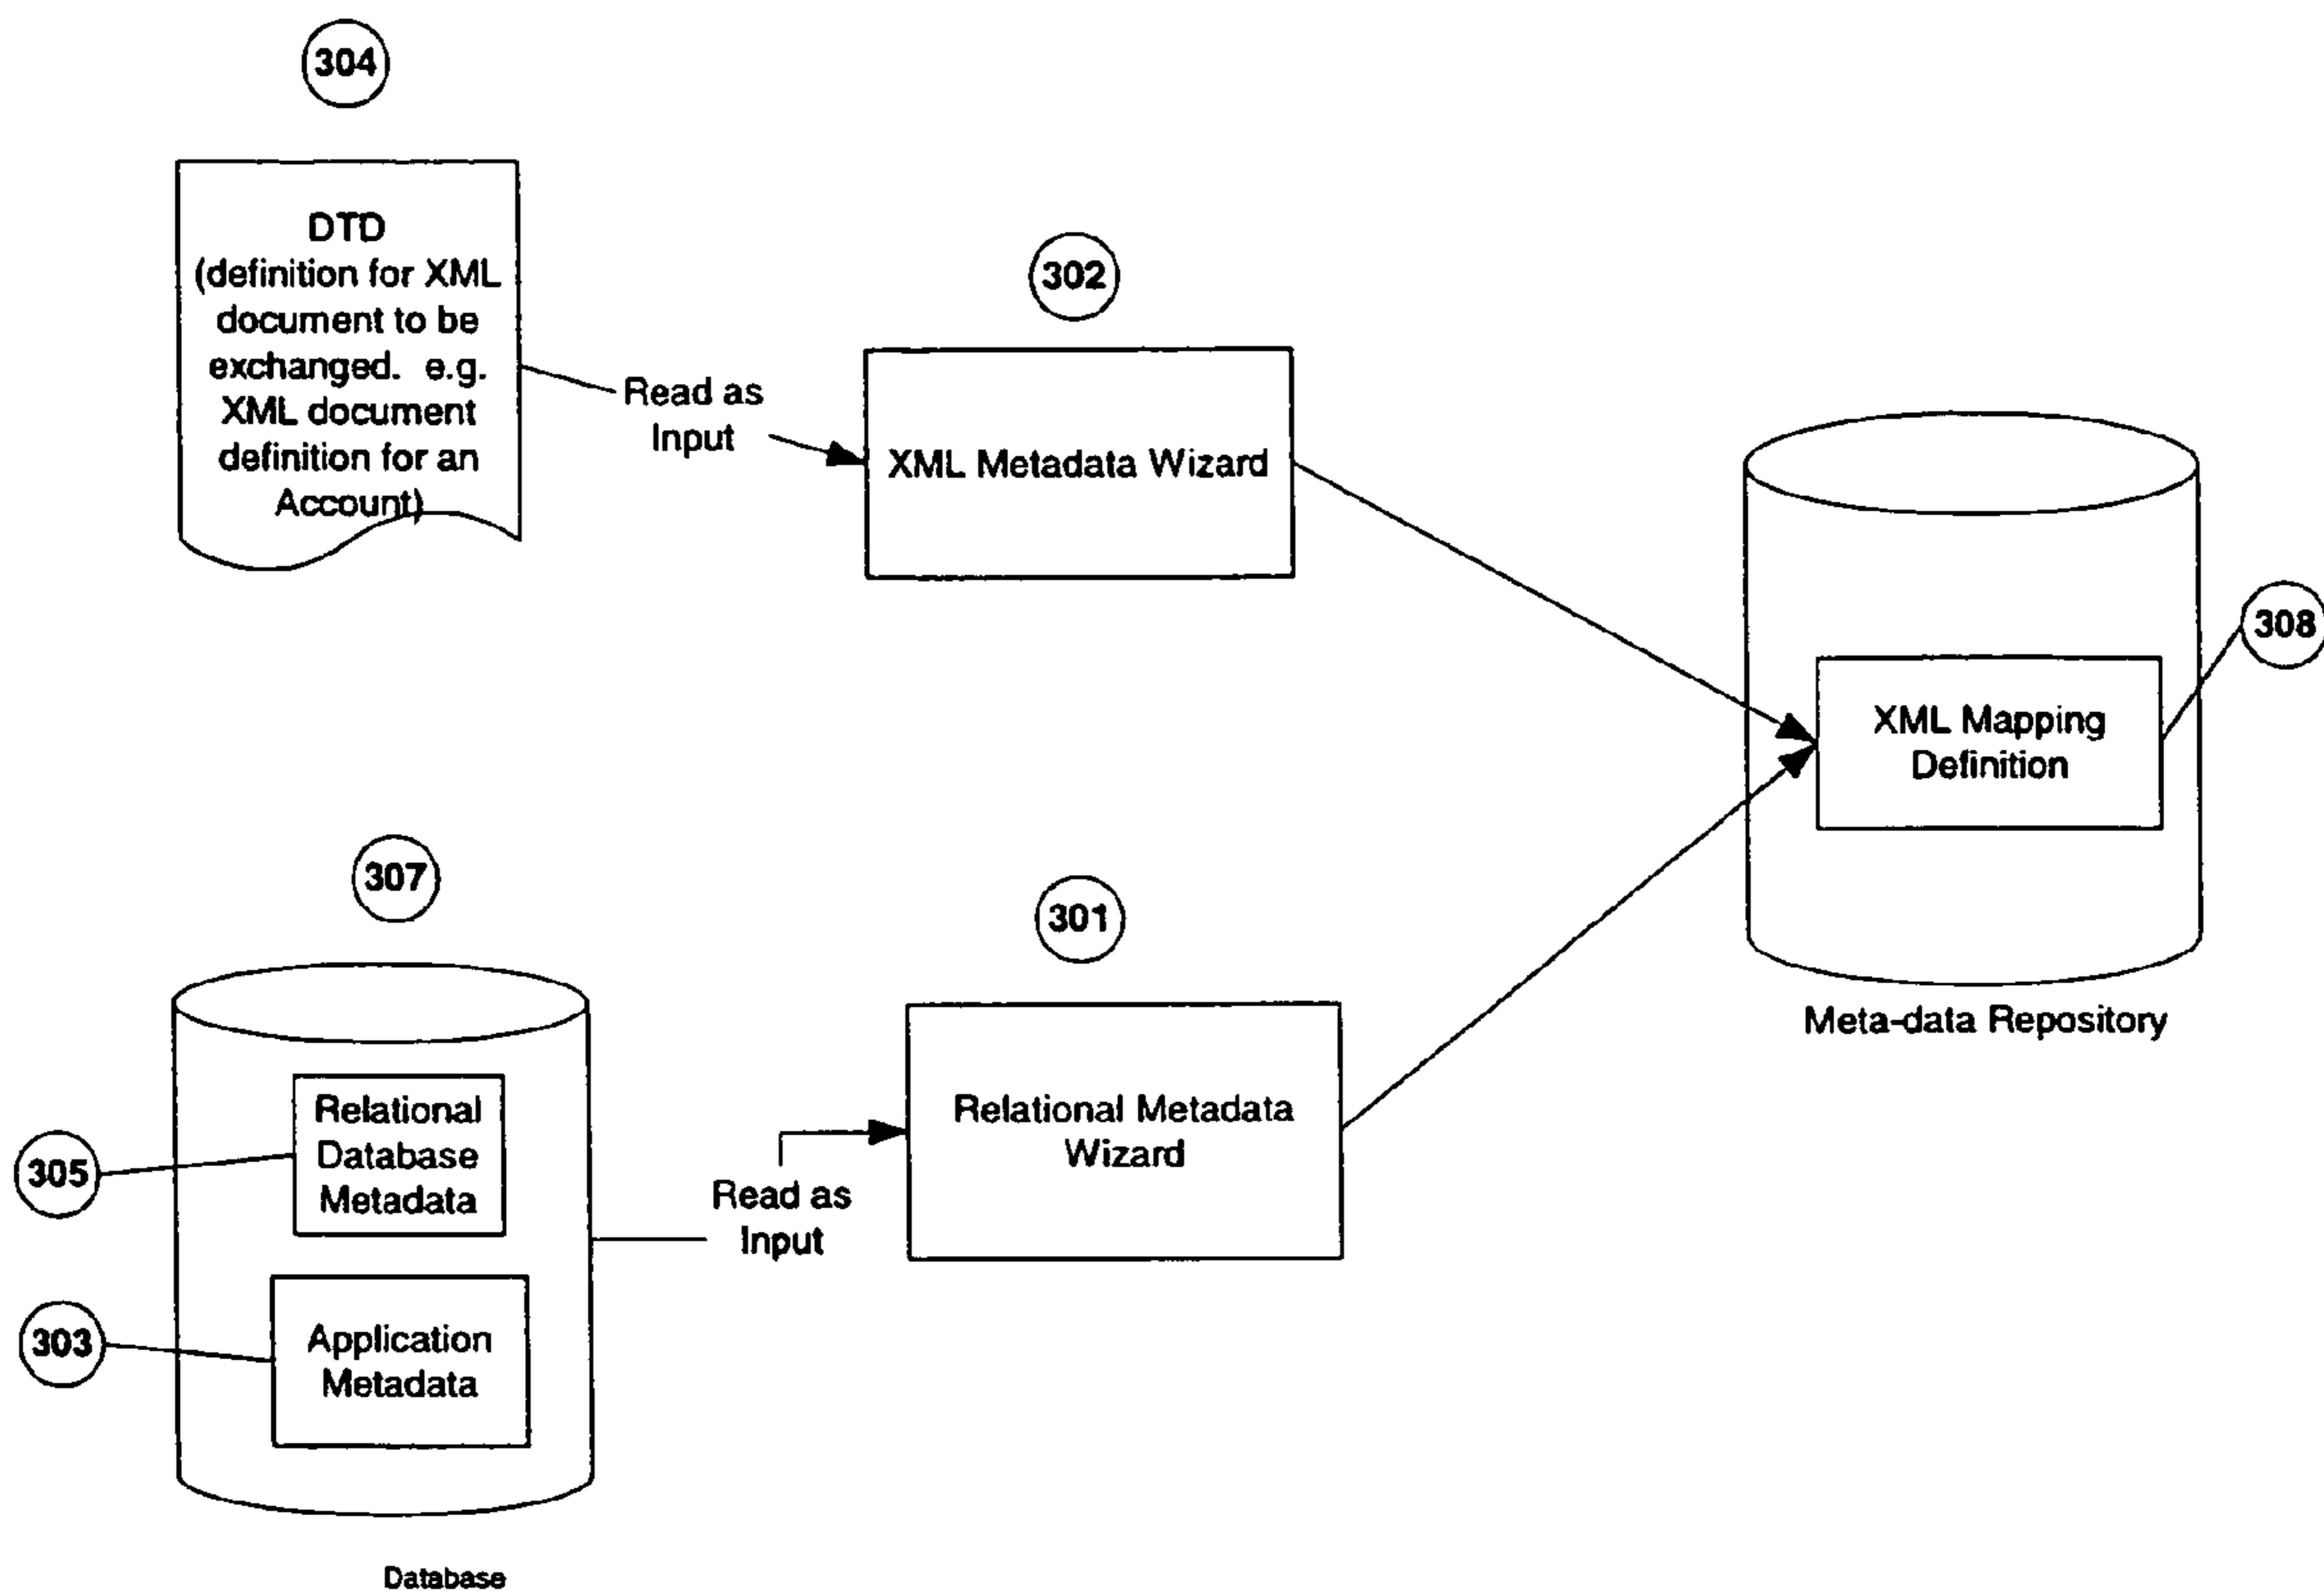 304
DTD
(definition for XML
document to be
exchanged. e.g.
XML document
definition for an
Account)
Read as
Input
302
XML Metadata Wizard
308
XML Mapping
Definition
Meta-data Repository
307
305
Relational
Database
Metadata
303
Application
Metadata
Database
Read as
Input
301
Relational Metadata
Wizard